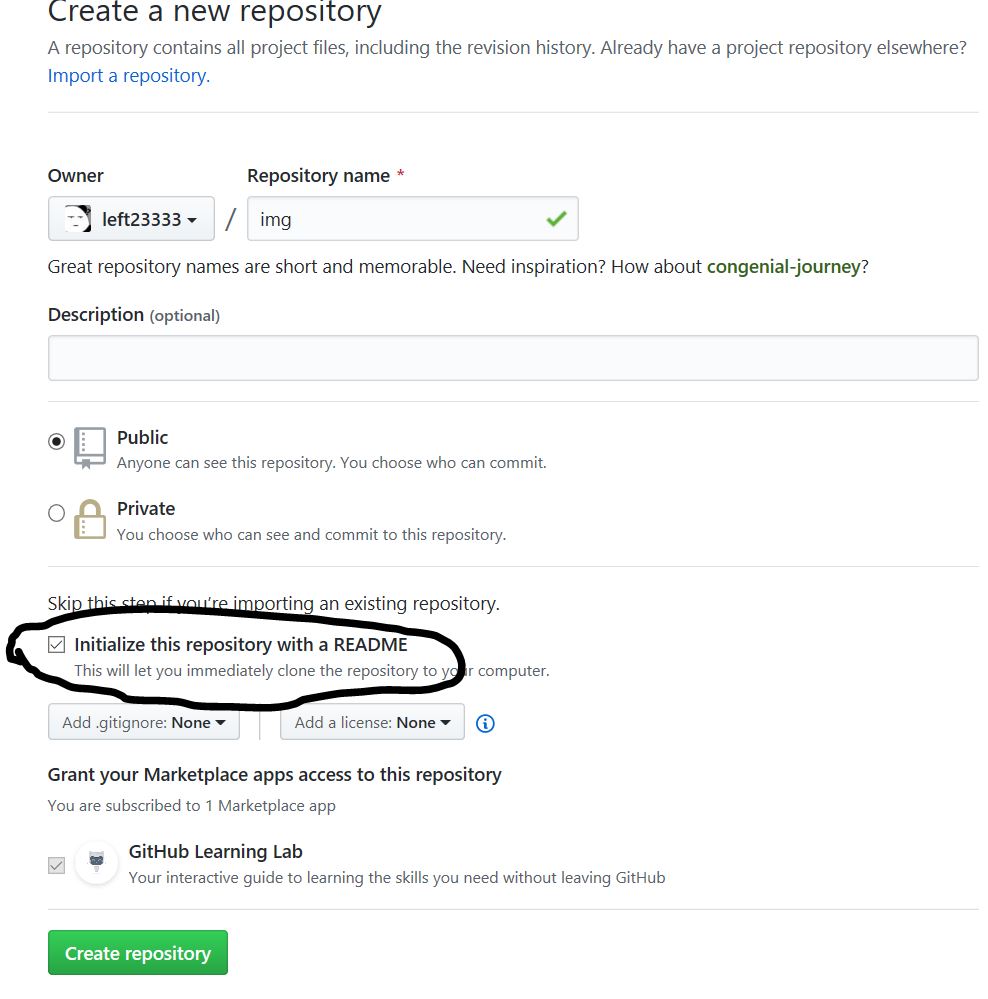 Create a new repository
A repository contains all project files, including the revision history. Already have a project repository elsewhere?
Import a repository.
Owner
Repository name *
left23333 / img
Great repository names are short and memorable. Need inspiration? How about congenial-journey?
Description (optional)
Public
Anyone can see this repository. You choose who can commit.
Private
You choose who can see and commit to this repository.
Skip this step if you're importing an existing repository.
Initialize this repository with a README
This will let you immediately clone the repository to your computer.
Add .gitignore: None
Add a license: None
Grant your Marketplace apps access to this repository
You are subscribed to 1 Marketplace app
GitHub Learning Lab
Your interactive guide to learning the skills you need without leaving GitHub
Create repository